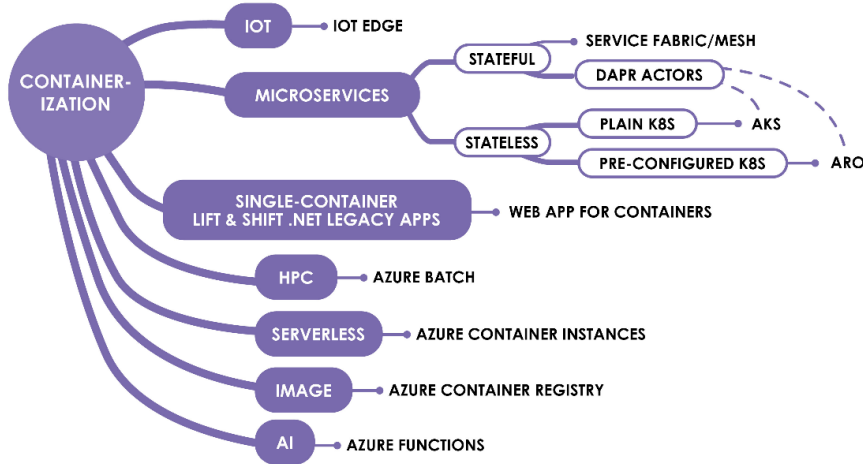 IOT
IOT EDGE
CONTAINER-
IZATION
MICROSERVICES
STATEFUL
SERVICE FABRIC/MESH
DAPR ACTORS
STATELESS
PLAIN K8S
AKS
PRE-CONFIGURED K8S
ARO
SINGLE-CONTAINER
LIFT & SHIFT .NET LEGACY APPS
WEB APP FOR CONTAINERS
HPC
AZURE BATCH
SERVERLESS
AZURE CONTAINER INSTANCES
IMAGE
AZURE CONTAINER REGISTRY
AI
AZURE FUNCTIONS